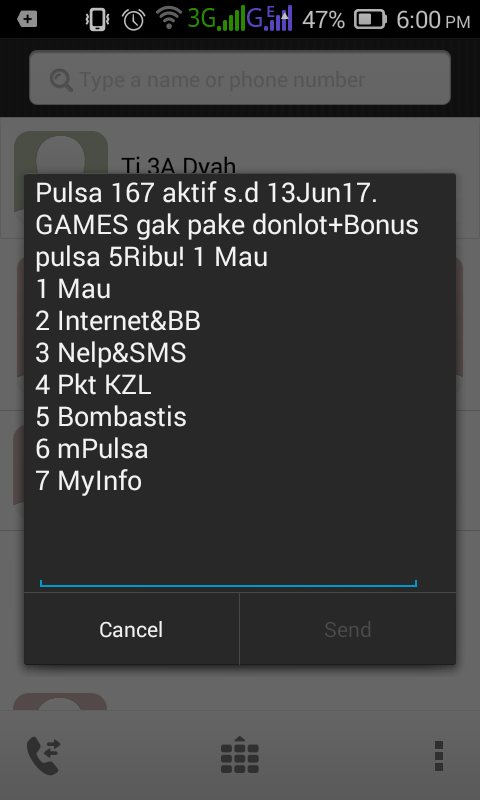 3G G E 47% 6:00 PM
Type a name or phone number
Ti 3A Dyah
Pulsa 167 aktif s.d 13Jun17.
GAMES gak pake donlot+Bonus
pulsa 5Ribu! 1 Mau
1 Mau
2 Internet&BB
3 Nelp&SMS
4 Pkt KZL
5 Bombastis
6 mPulsa
7 MyInfo
Cancel
Send